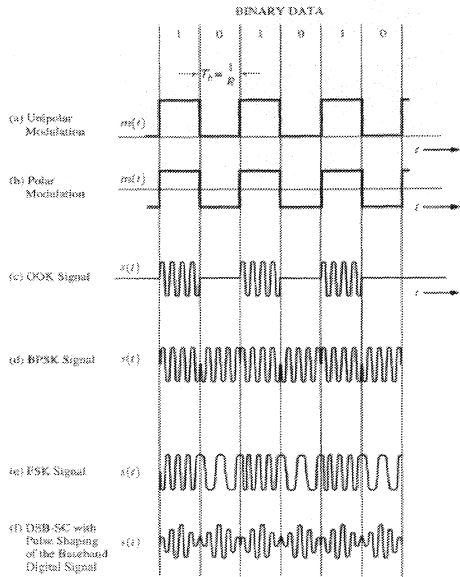 BINARY DATA
1 0 1 0 1 0
T_b = 1/R
(a) Unipolar
Modulation
m(t)
t
(b) Polar
Modulation
m(t)
t
(c) OOK Signal
s(t)
t
(d) BPSK Signal
s(t)
(e) FSK Signal
s(t)
(f) DSB-SC with
Pulse Shaping
of the Baseband
Digital Signal
s(t)